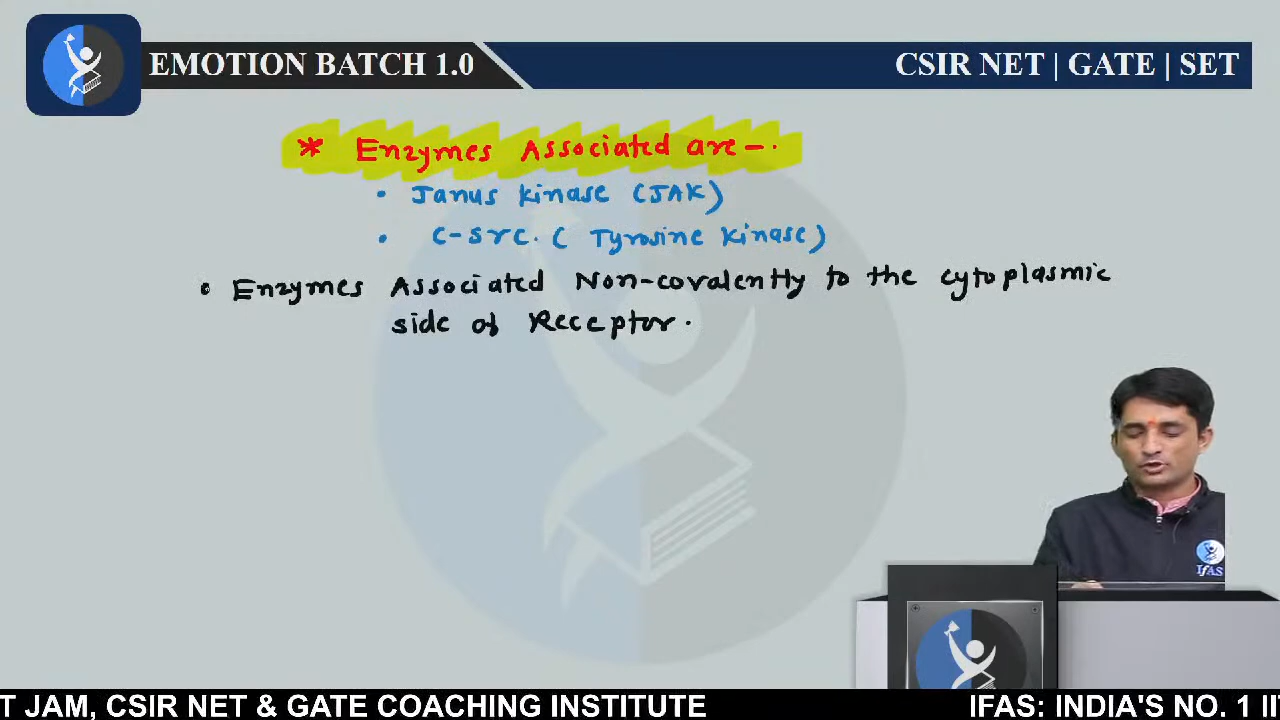 EMOTION BATCH 1.0
CSIR NET | GATE | SET
* Enzymes Associated are -.
• Janus kinase (JAK)
• C-Src. ( Tyrosine kinase)
• Enzymes Associated Non-covalently to the cytoplasmic
side of Receptor.
IFAS
T JAM, CSIR NET & GATE COACHING INSTITUTE
IFAS: INDIA'S NO. 1 II